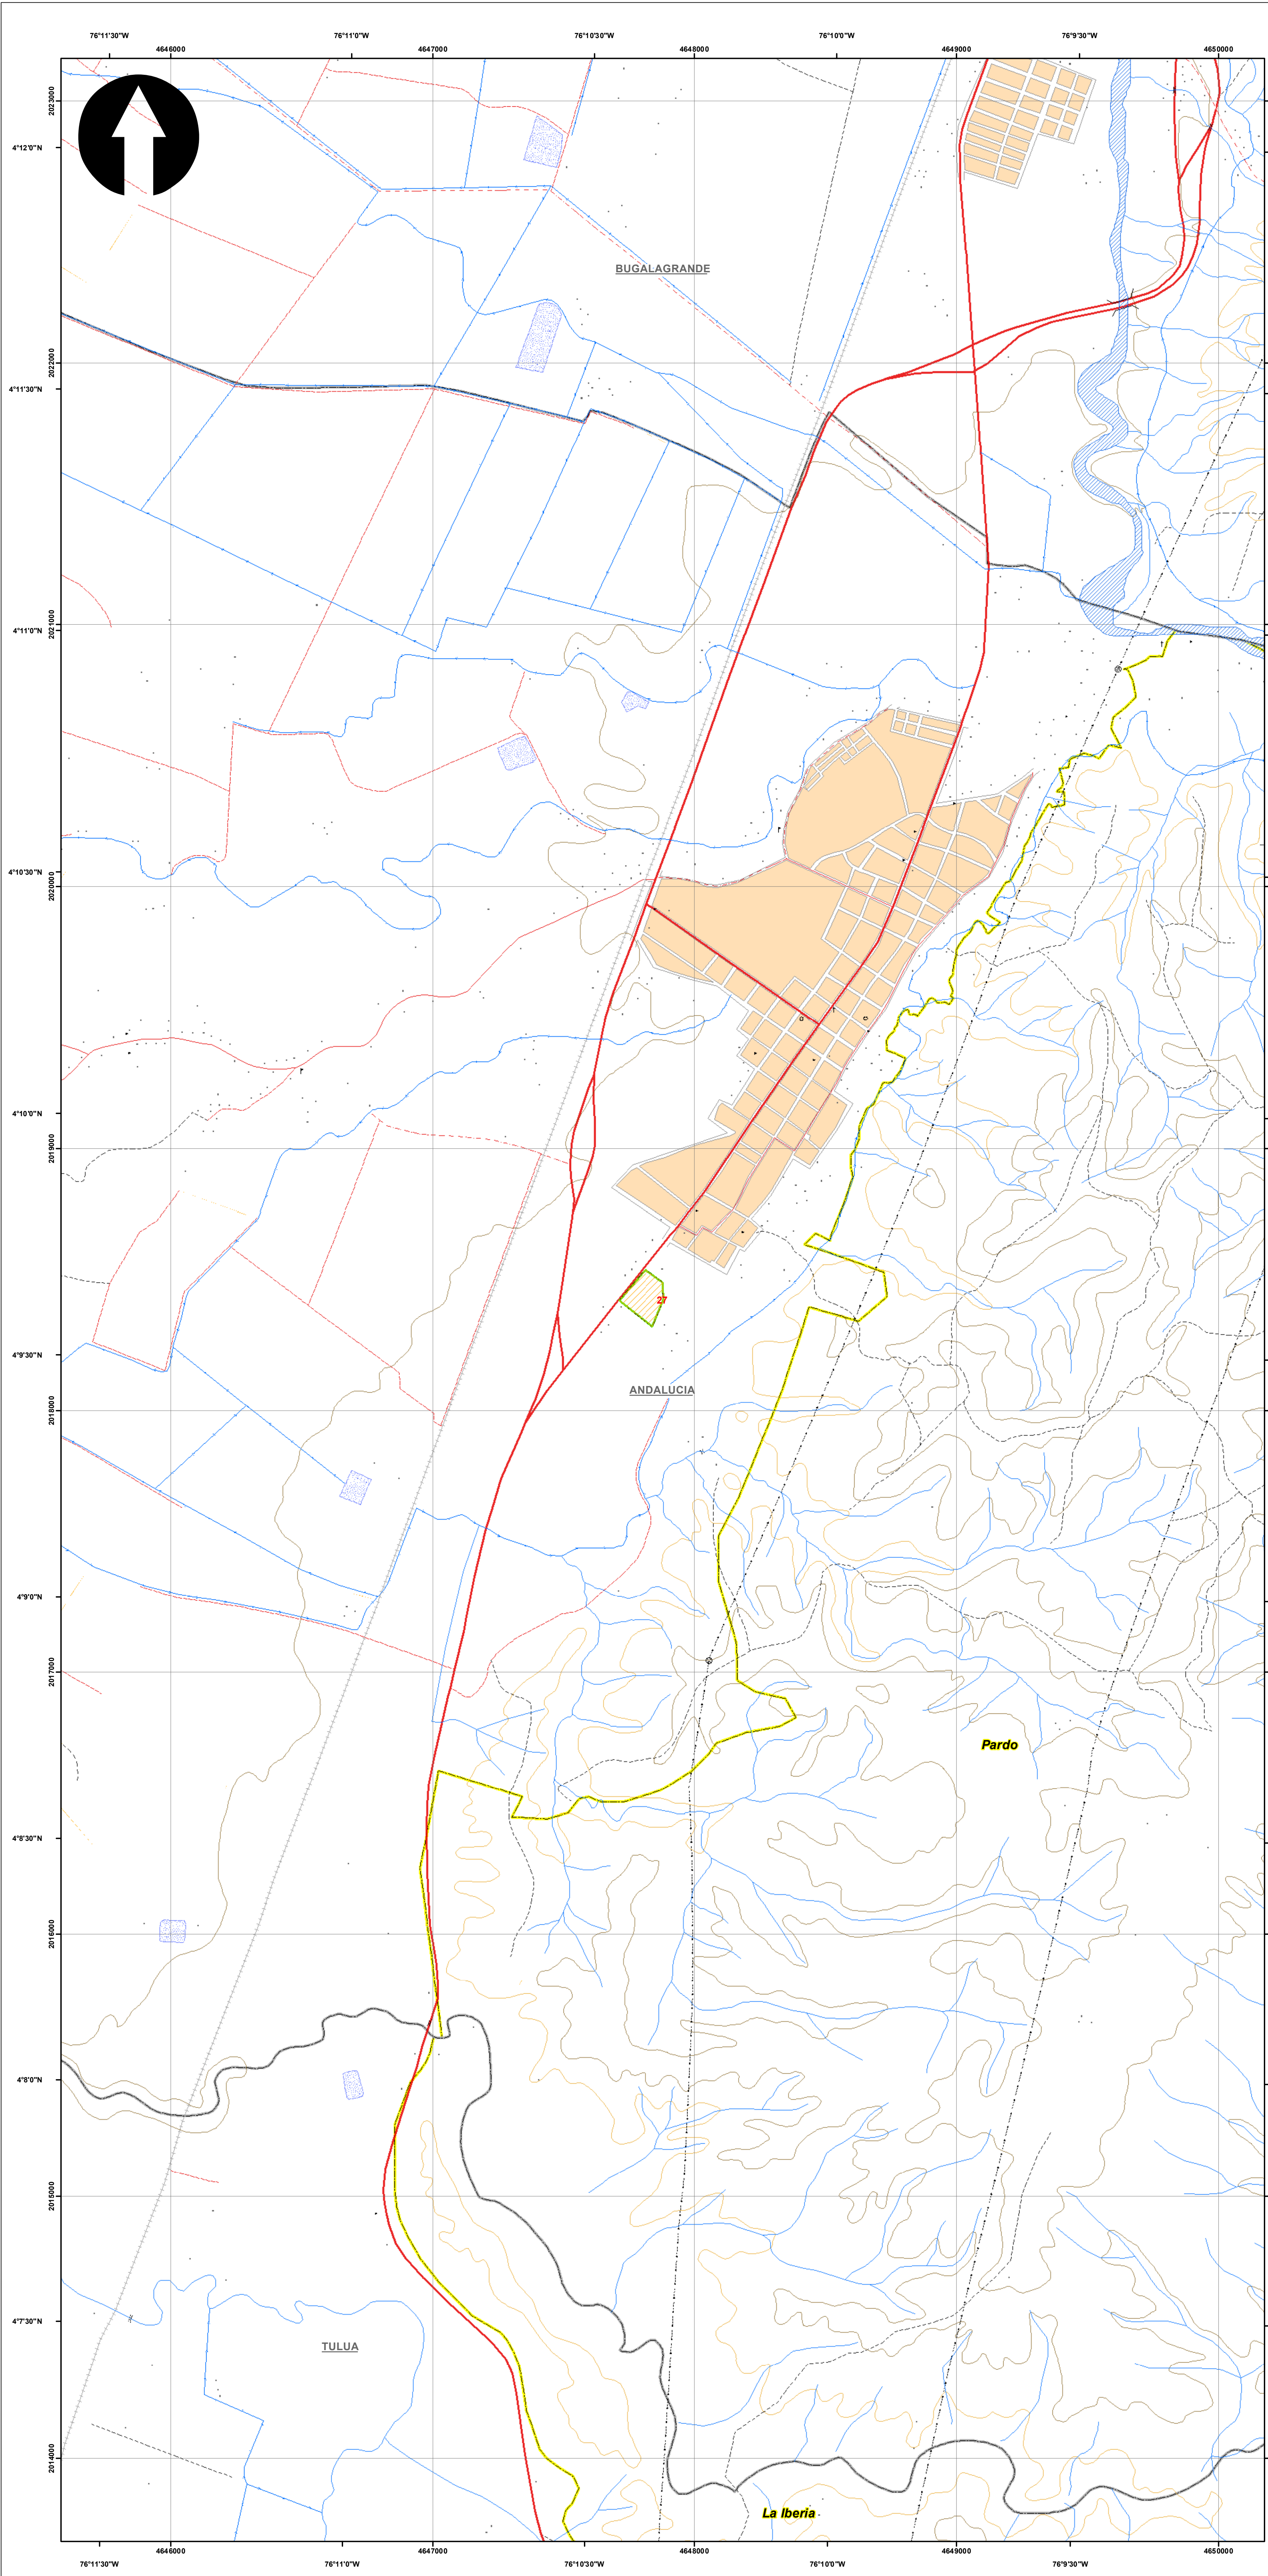 76°11'30"W 76°11'0"W 76°10'30"W 76°10'0"W 76°9'30"W
4646000 4647000 4648000 4649000 4650000
2023000
4°12'0"N
BUGALAGRANDE
2022000
4°11'30"N
2021000
4°11'0"N
4°10'30"N
2020000
4°10'0"N
2019000
27
4°9'30"N
ANDALUCIA
2018000
4°9'0"N
2017000
Pardo
4°8'30"N
2016000
4°8'0"N
2015000
4°7'30"N
TULUA
2014000
La Iberia
4646000 4647000 4648000 4649000 4650000
76°11'30"W 76°11'0"W 76°10'30"W 76°10'0"W 76°9'30"W